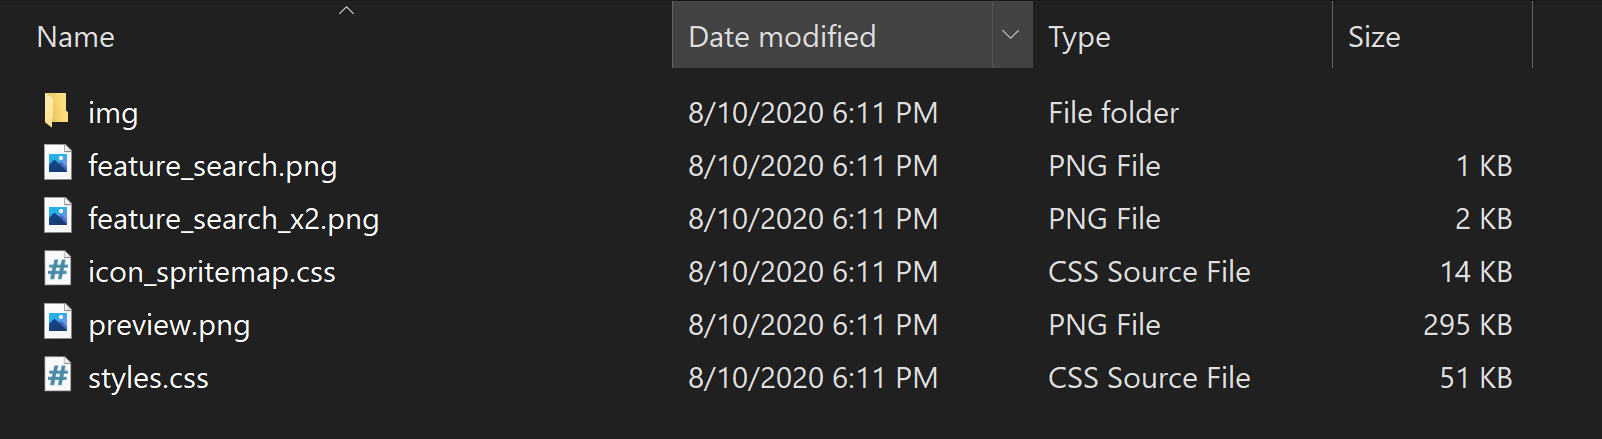 Name Date modified Type Size
img 8/10/2020 6:11 PM File folder
feature_search.png 8/10/2020 6:11 PM PNG File 1 KB
feature_search_x2.png 8/10/2020 6:11 PM PNG File 2 KB
icon_spritemap.css 8/10/2020 6:11 PM CSS Source File 14 KB
preview.png 8/10/2020 6:11 PM PNG File 295 KB
styles.css 8/10/2020 6:11 PM CSS Source File 51 KB